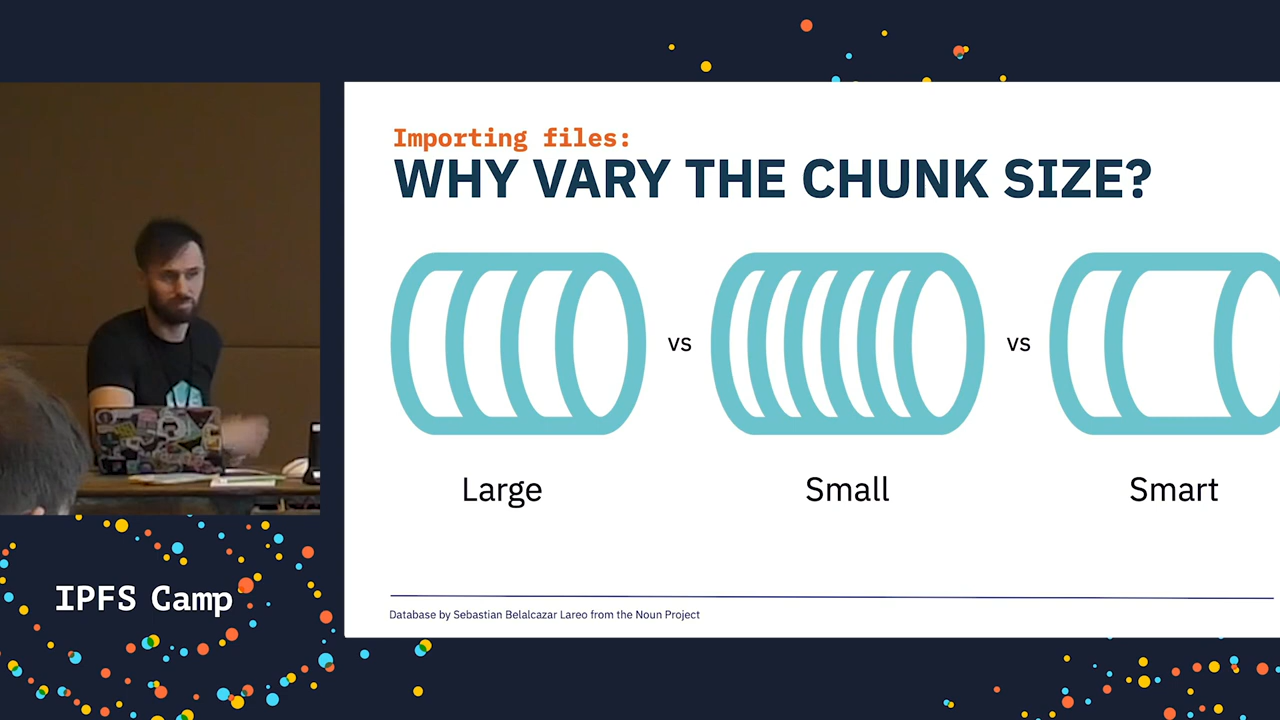 Importing files:
WHY VARY THE CHUNK SIZE?
vs
vs
Large
Small
Smart
Database by Sebastian Belalcazar Lareo from the Noun Project
IPFS Camp